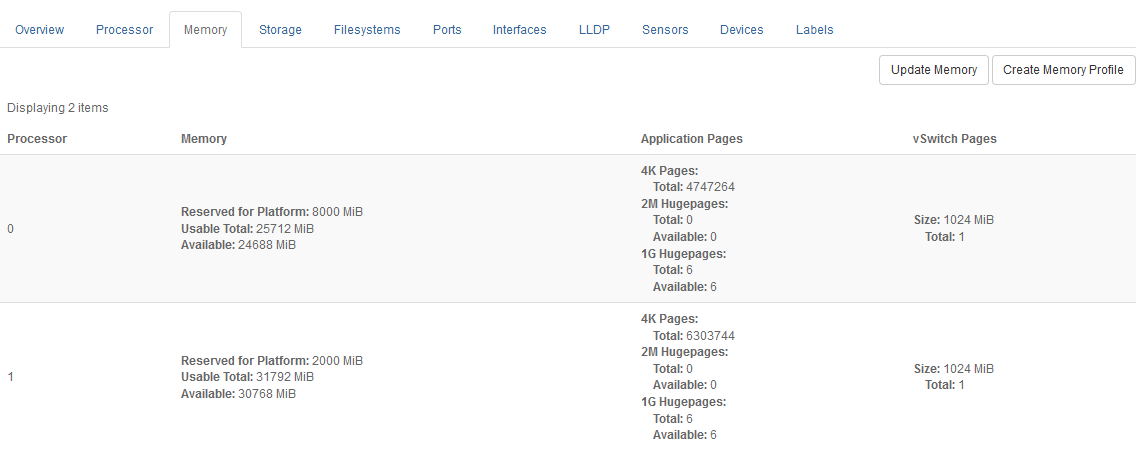 Overview Processor Memory Storage Filesystems Ports Interfaces LLDP Sensors Devices Labels
Update Memory Create Memory Profile
Displaying 2 items
Processor Memory Application Pages vSwitch Pages
0
Reserved for Platform: 8000 MiB
Usable Total: 25712 MiB
Available: 24688 MiB
4K Pages:
Total: 4747264
2M Hugepages:
Total: 0
Available: 0
1G Hugepages:
Total: 6
Available: 6
Size: 1024 MiB
Total: 1
1
Reserved for Platform: 2000 MiB
Usable Total: 31792 MiB
Available: 30768 MiB
4K Pages:
Total: 6303744
2M Hugepages:
Total: 0
Available: 0
1G Hugepages:
Total: 6
Available: 6
Size: 1024 MiB
Total: 1